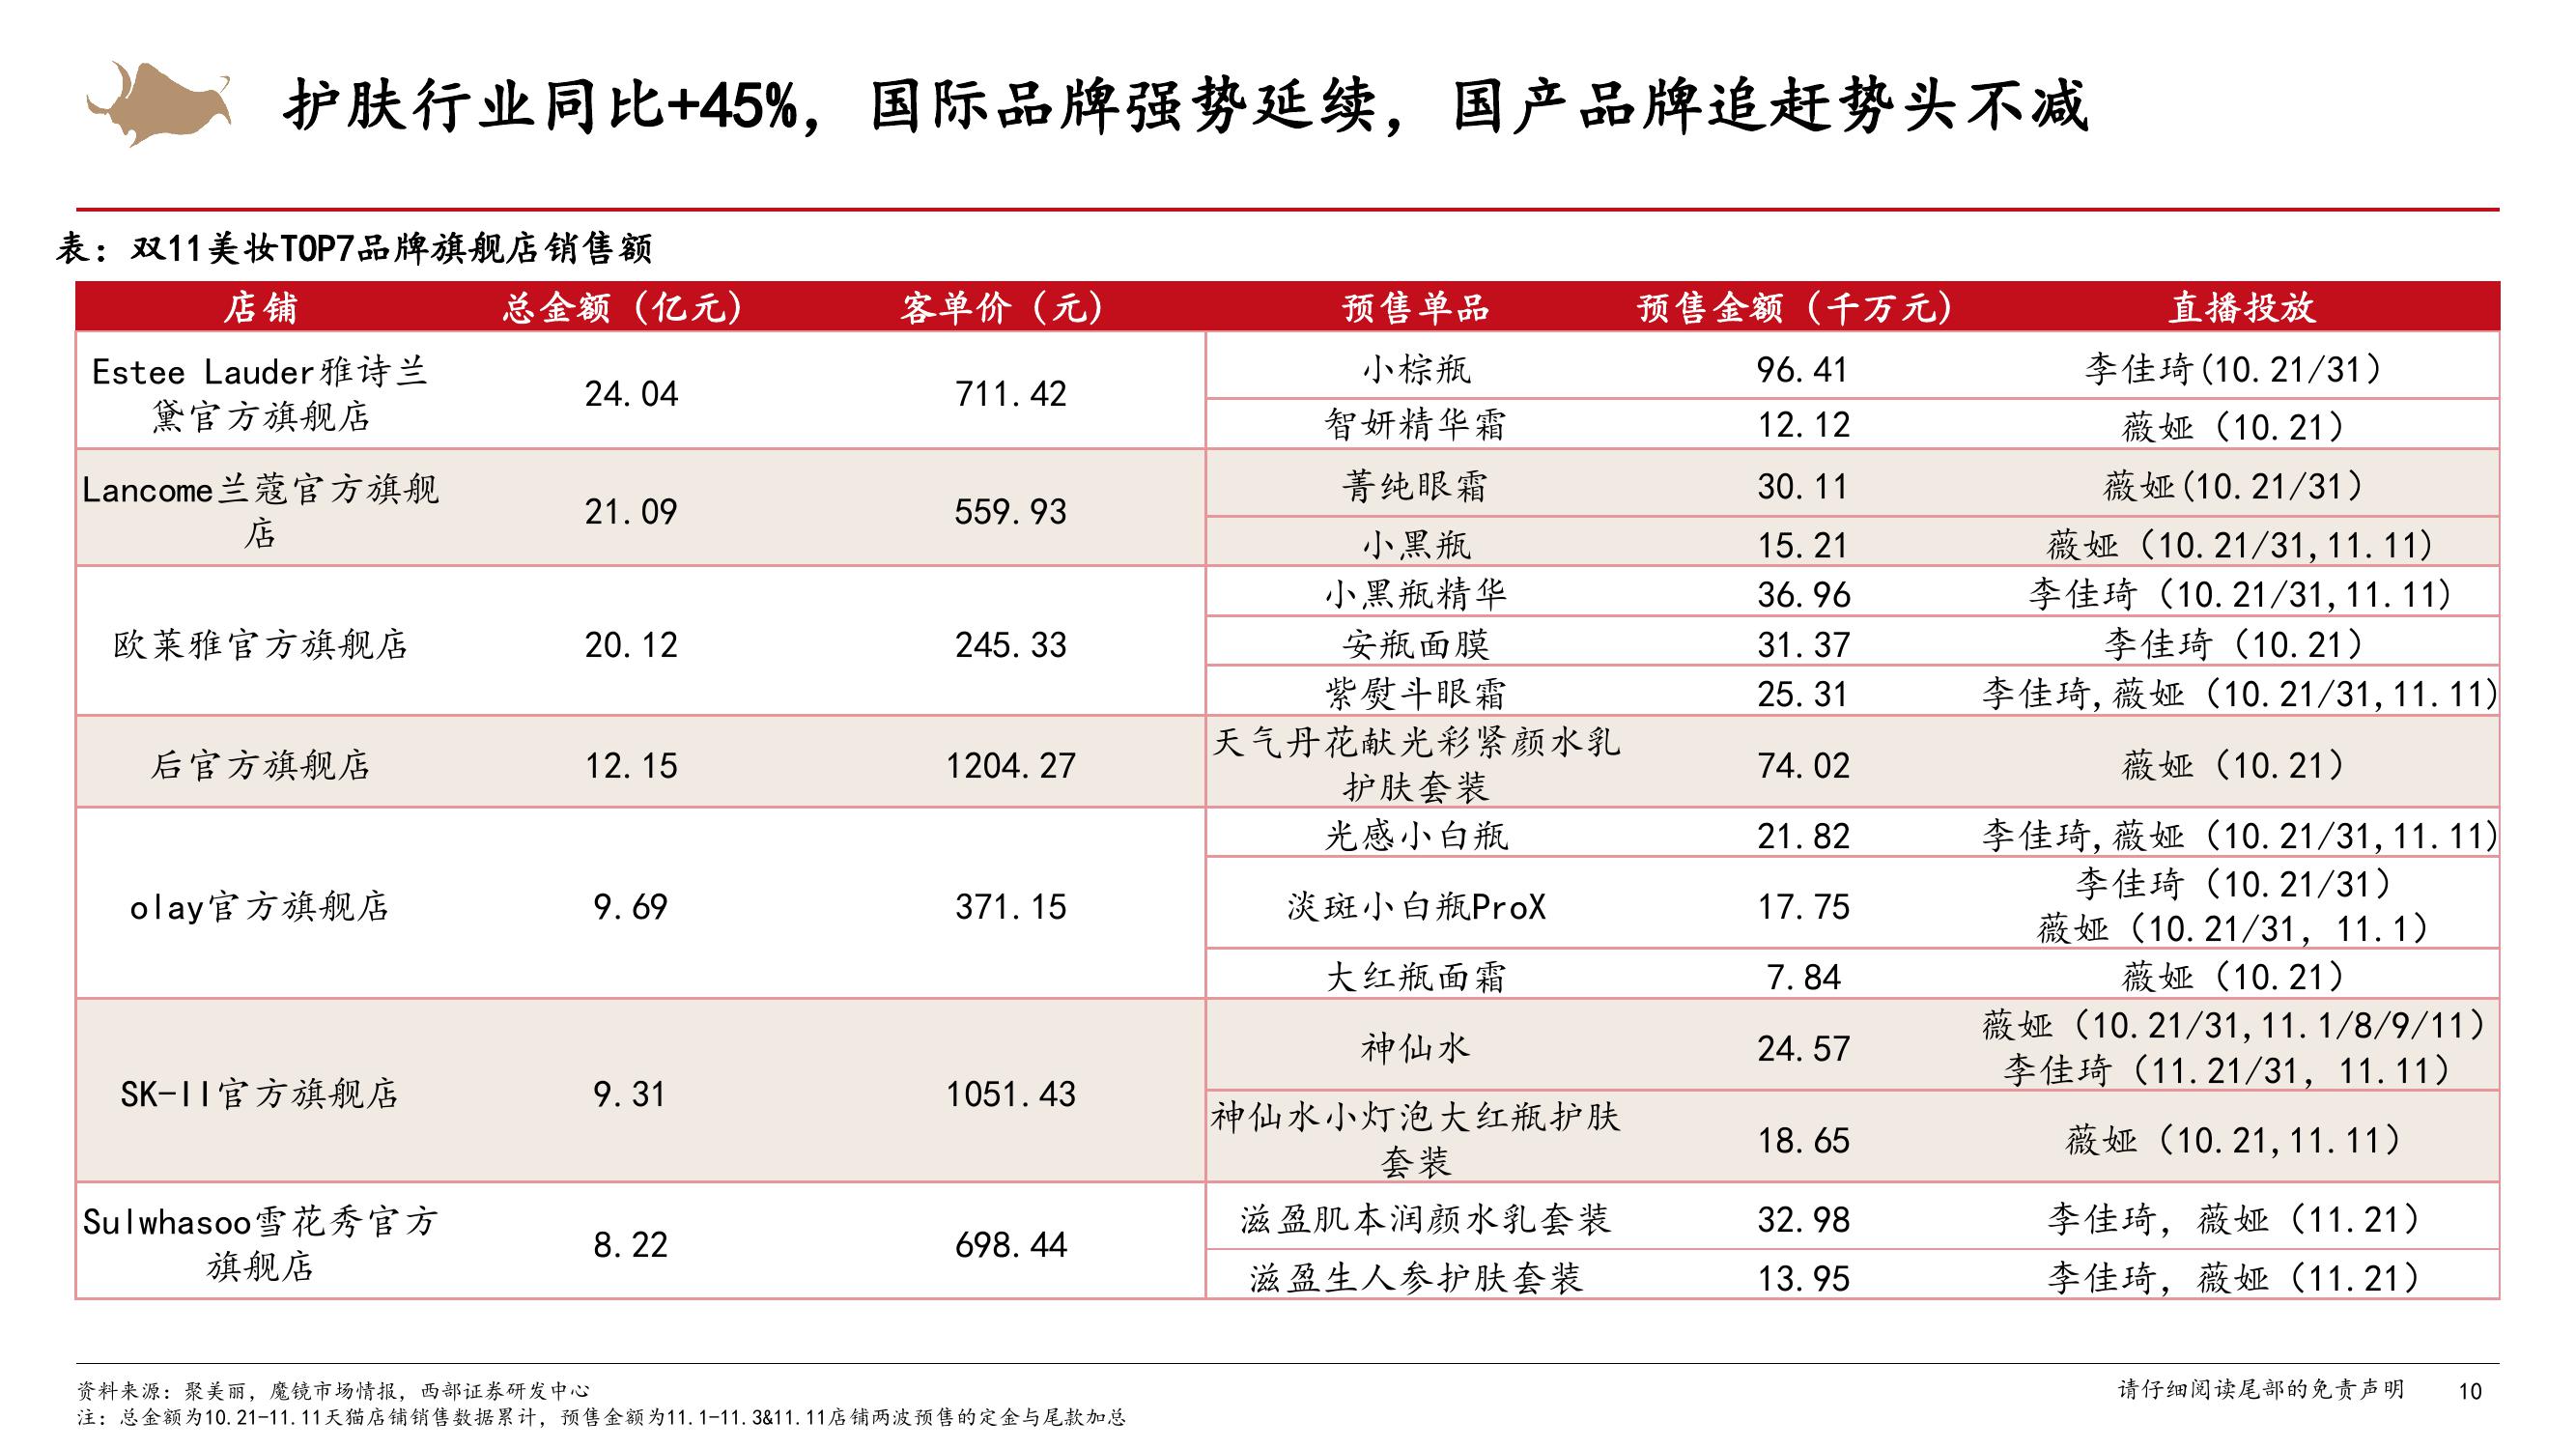 护肤行业同比+45%，国际品牌强势延续，国产品牌追赶势头不减
表：双11美妆TOP7品牌旗舰店销售额
店铺 总金额（亿元） 客单价（元） 预售单品 预售金额（千万元） 直播投放
Estee Lauder雅诗兰
黛官方旗舰店
24.04 711.42
小棕瓶 96.41 李佳琦(10.21/31）
智妍精华霜 12.12 薇娅（10.21）
Lancome兰蔻官方旗舰
店
21.09 559.93
菁纯眼霜 30.11 薇娅(10.21/31）
小黑瓶 15.21 薇娅（10.21/31,11.11)
欧莱雅官方旗舰店 20.12 245.33
小黑瓶精华 36.96 李佳琦（10.21/31,11.11)
安瓶面膜 31.37 李佳琦（10.21）
紫熨斗眼霜 25.31 李佳琦,薇娅（10.21/31,11.11)
后官方旗舰店 12.15 1204.27
天气丹花献光彩紧颜水乳
护肤套装
74.02 薇娅（10.21）
olay官方旗舰店 9.69 371.15
光感小白瓶 21.82 李佳琦,薇娅（10.21/31,11.11)
淡斑小白瓶ProX 17.75
李佳琦（10.21/31）
薇娅（10.21/31，11.1）
大红瓶面霜 7.84 薇娅（10.21）
SK-II官方旗舰店 9.31 1051.43
神仙水 24.57
薇娅（10.21/31,11.1/8/9/11）
李佳琦（11.21/31，11.11）
神仙水小灯泡大红瓶护肤
套装
18.65 薇娅（10.21,11.11）
Sulwhasoo雪花秀官方
旗舰店
8.22 698.44
滋盈肌本润颜水乳套装 32.98 李佳琦，薇娅（11.21）
滋盈生人参护肤套装 13.95 李佳琦，薇娅（11.21）
资料来源：聚美丽，魔镜市场情报，西部证券研发中心
注：总金额为10.21-11.11天猫店铺销售数据累计，预售金额为11.1-11.3&11.11店铺两波预售的定金与尾款加总
请仔细阅读尾部的免责声明 10